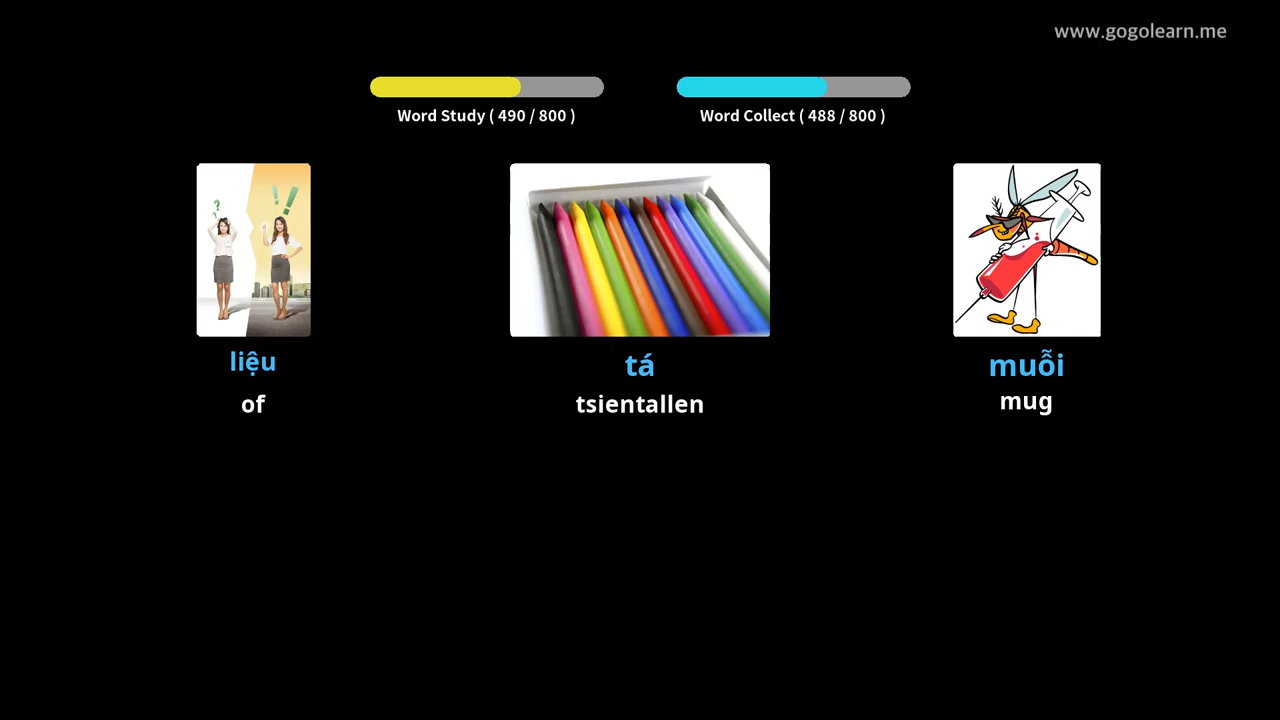 www.gogolearn.me
Word Study ( 490 / 800 )
Word Collect ( 488 / 800 )
liệu
tá
muỗi
of
tsientallen
mug